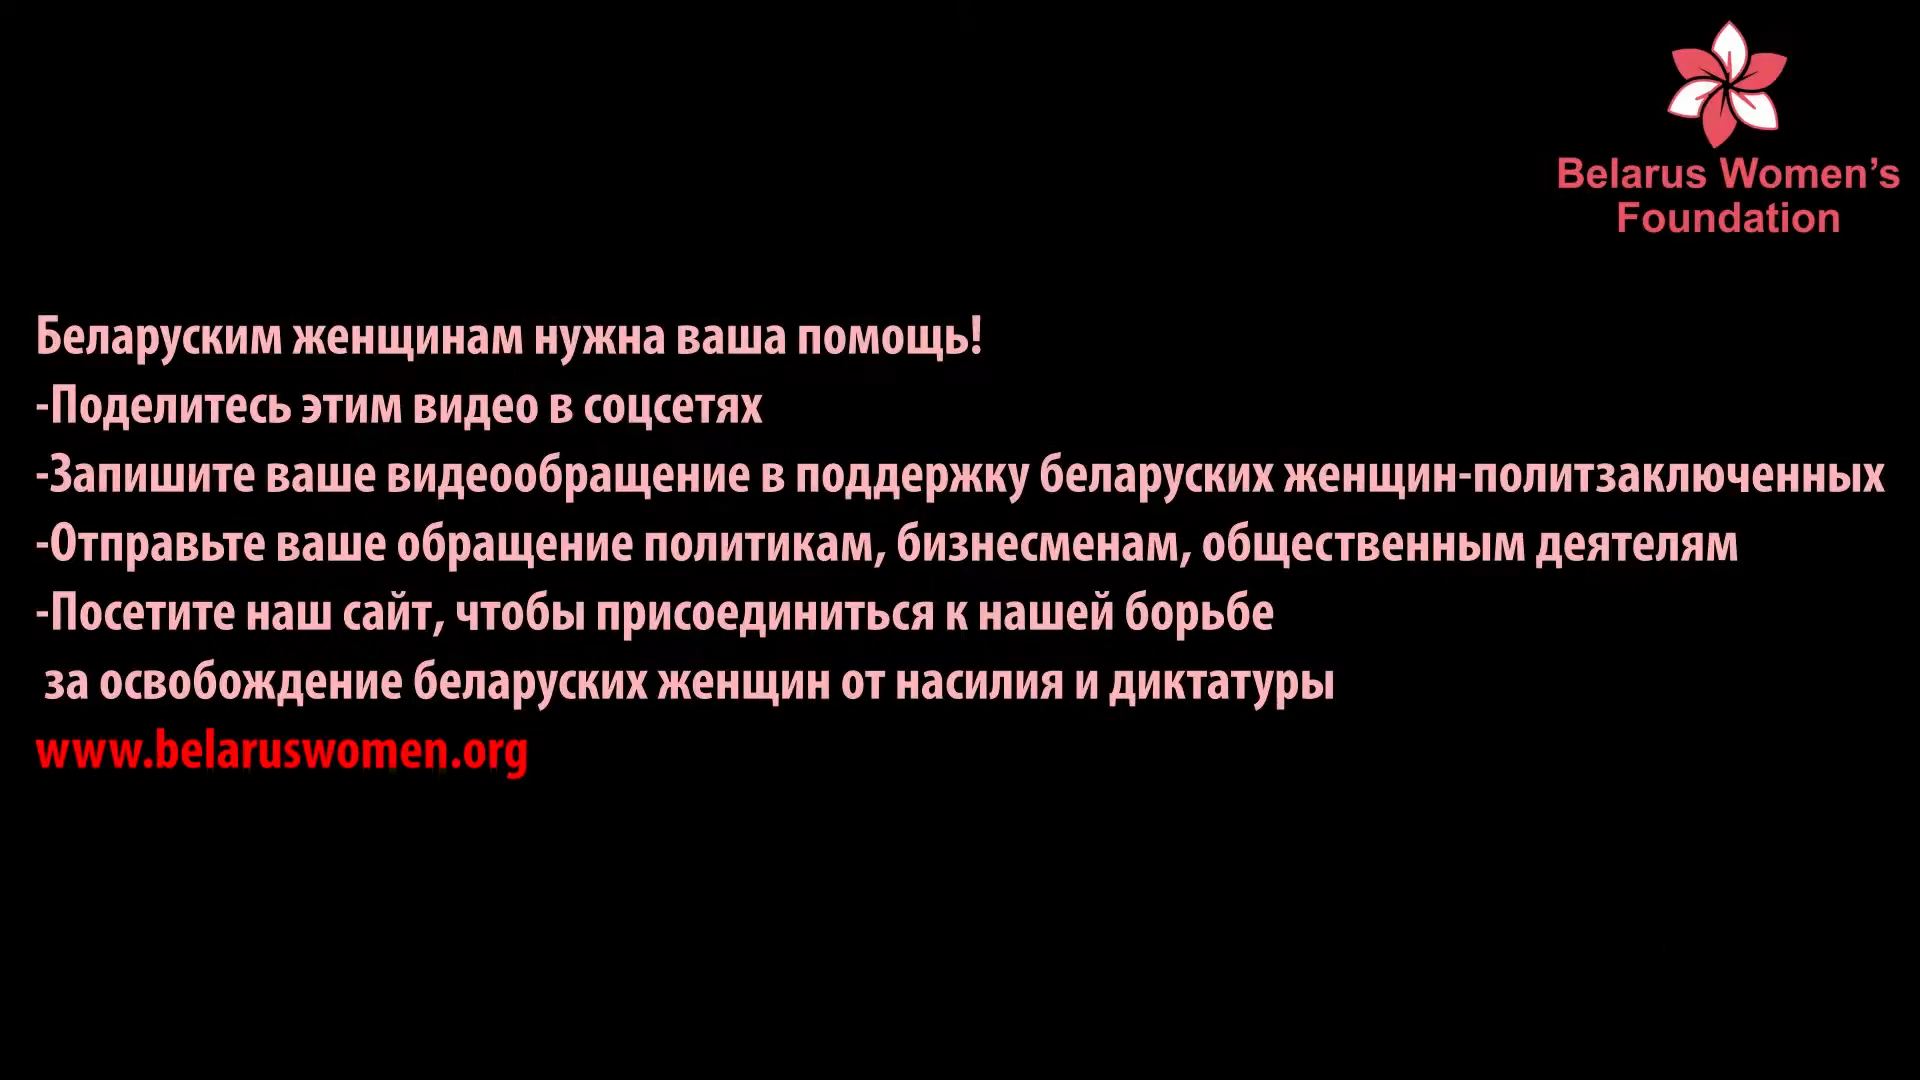 Belarus Women’s
Foundation
Беларуским женщинам нужна ваша помощь!
-Поделитесь этим видео в соцсетях
-Запишите ваше видеообращение в поддержку беларуских женщин-политзаключенных
-Отправьте ваше обращение политикам, бизнесменам, общественным деятелям
-Посетите наш сайт, чтобы присоединиться к нашей борьбе
за освобождение беларуских женщин от насилия и диктатуры
www.belaruswomen.org